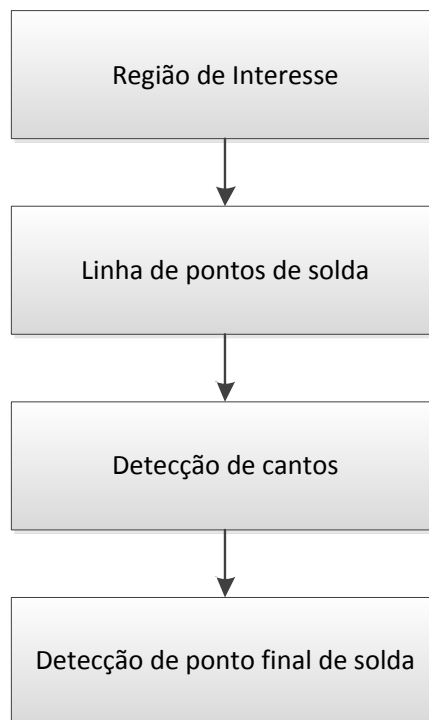 Região de Interesse
Linha de pontos de solda
Detecção de cantos
Detecção de ponto final de solda